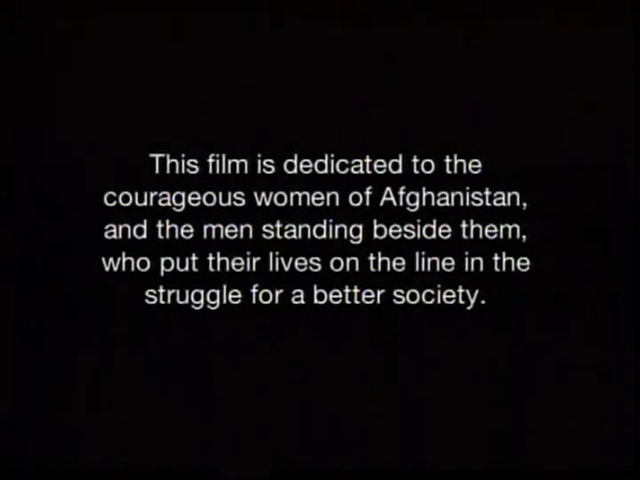 This film is dedicated to the
courageous women of Afghanistan,
and the men standing beside them,
who put their lives on the line in the
struggle for a better society.